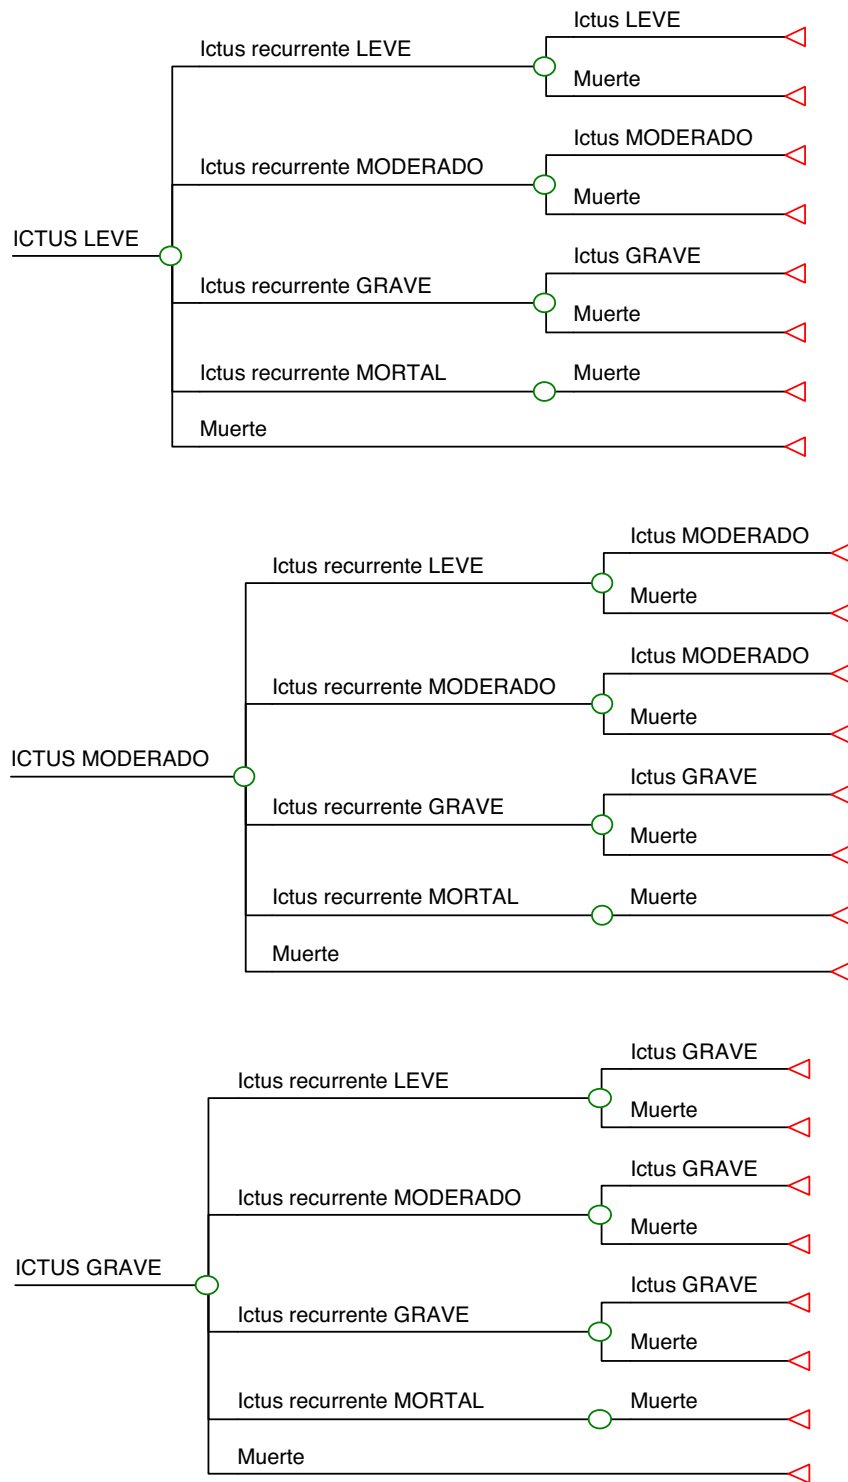 Ictus LEVE
Ictus recurrente LEVE
Muerte
Ictus MODERADO
Ictus recurrente MODERADO
Muerte
ICTUS LEVE
Ictus GRAVE
Ictus recurrente GRAVE
Muerte
Ictus recurrente MORTAL
Muerte
Muerte
Ictus MODERADO
Ictus recurrente LEVE
Muerte
Ictus MODERADO
Ictus recurrente MODERADO
Muerte
ICTUS MODERADO
Ictus GRAVE
Ictus recurrente GRAVE
Muerte
Ictus recurrente MORTAL
Muerte
Muerte
Ictus GRAVE
Ictus recurrente LEVE
Muerte
Ictus GRAVE
Ictus recurrente MODERADO
Muerte
ICTUS GRAVE
Ictus GRAVE
Ictus recurrente GRAVE
Muerte
Ictus recurrente MORTAL
Muerte
Muerte